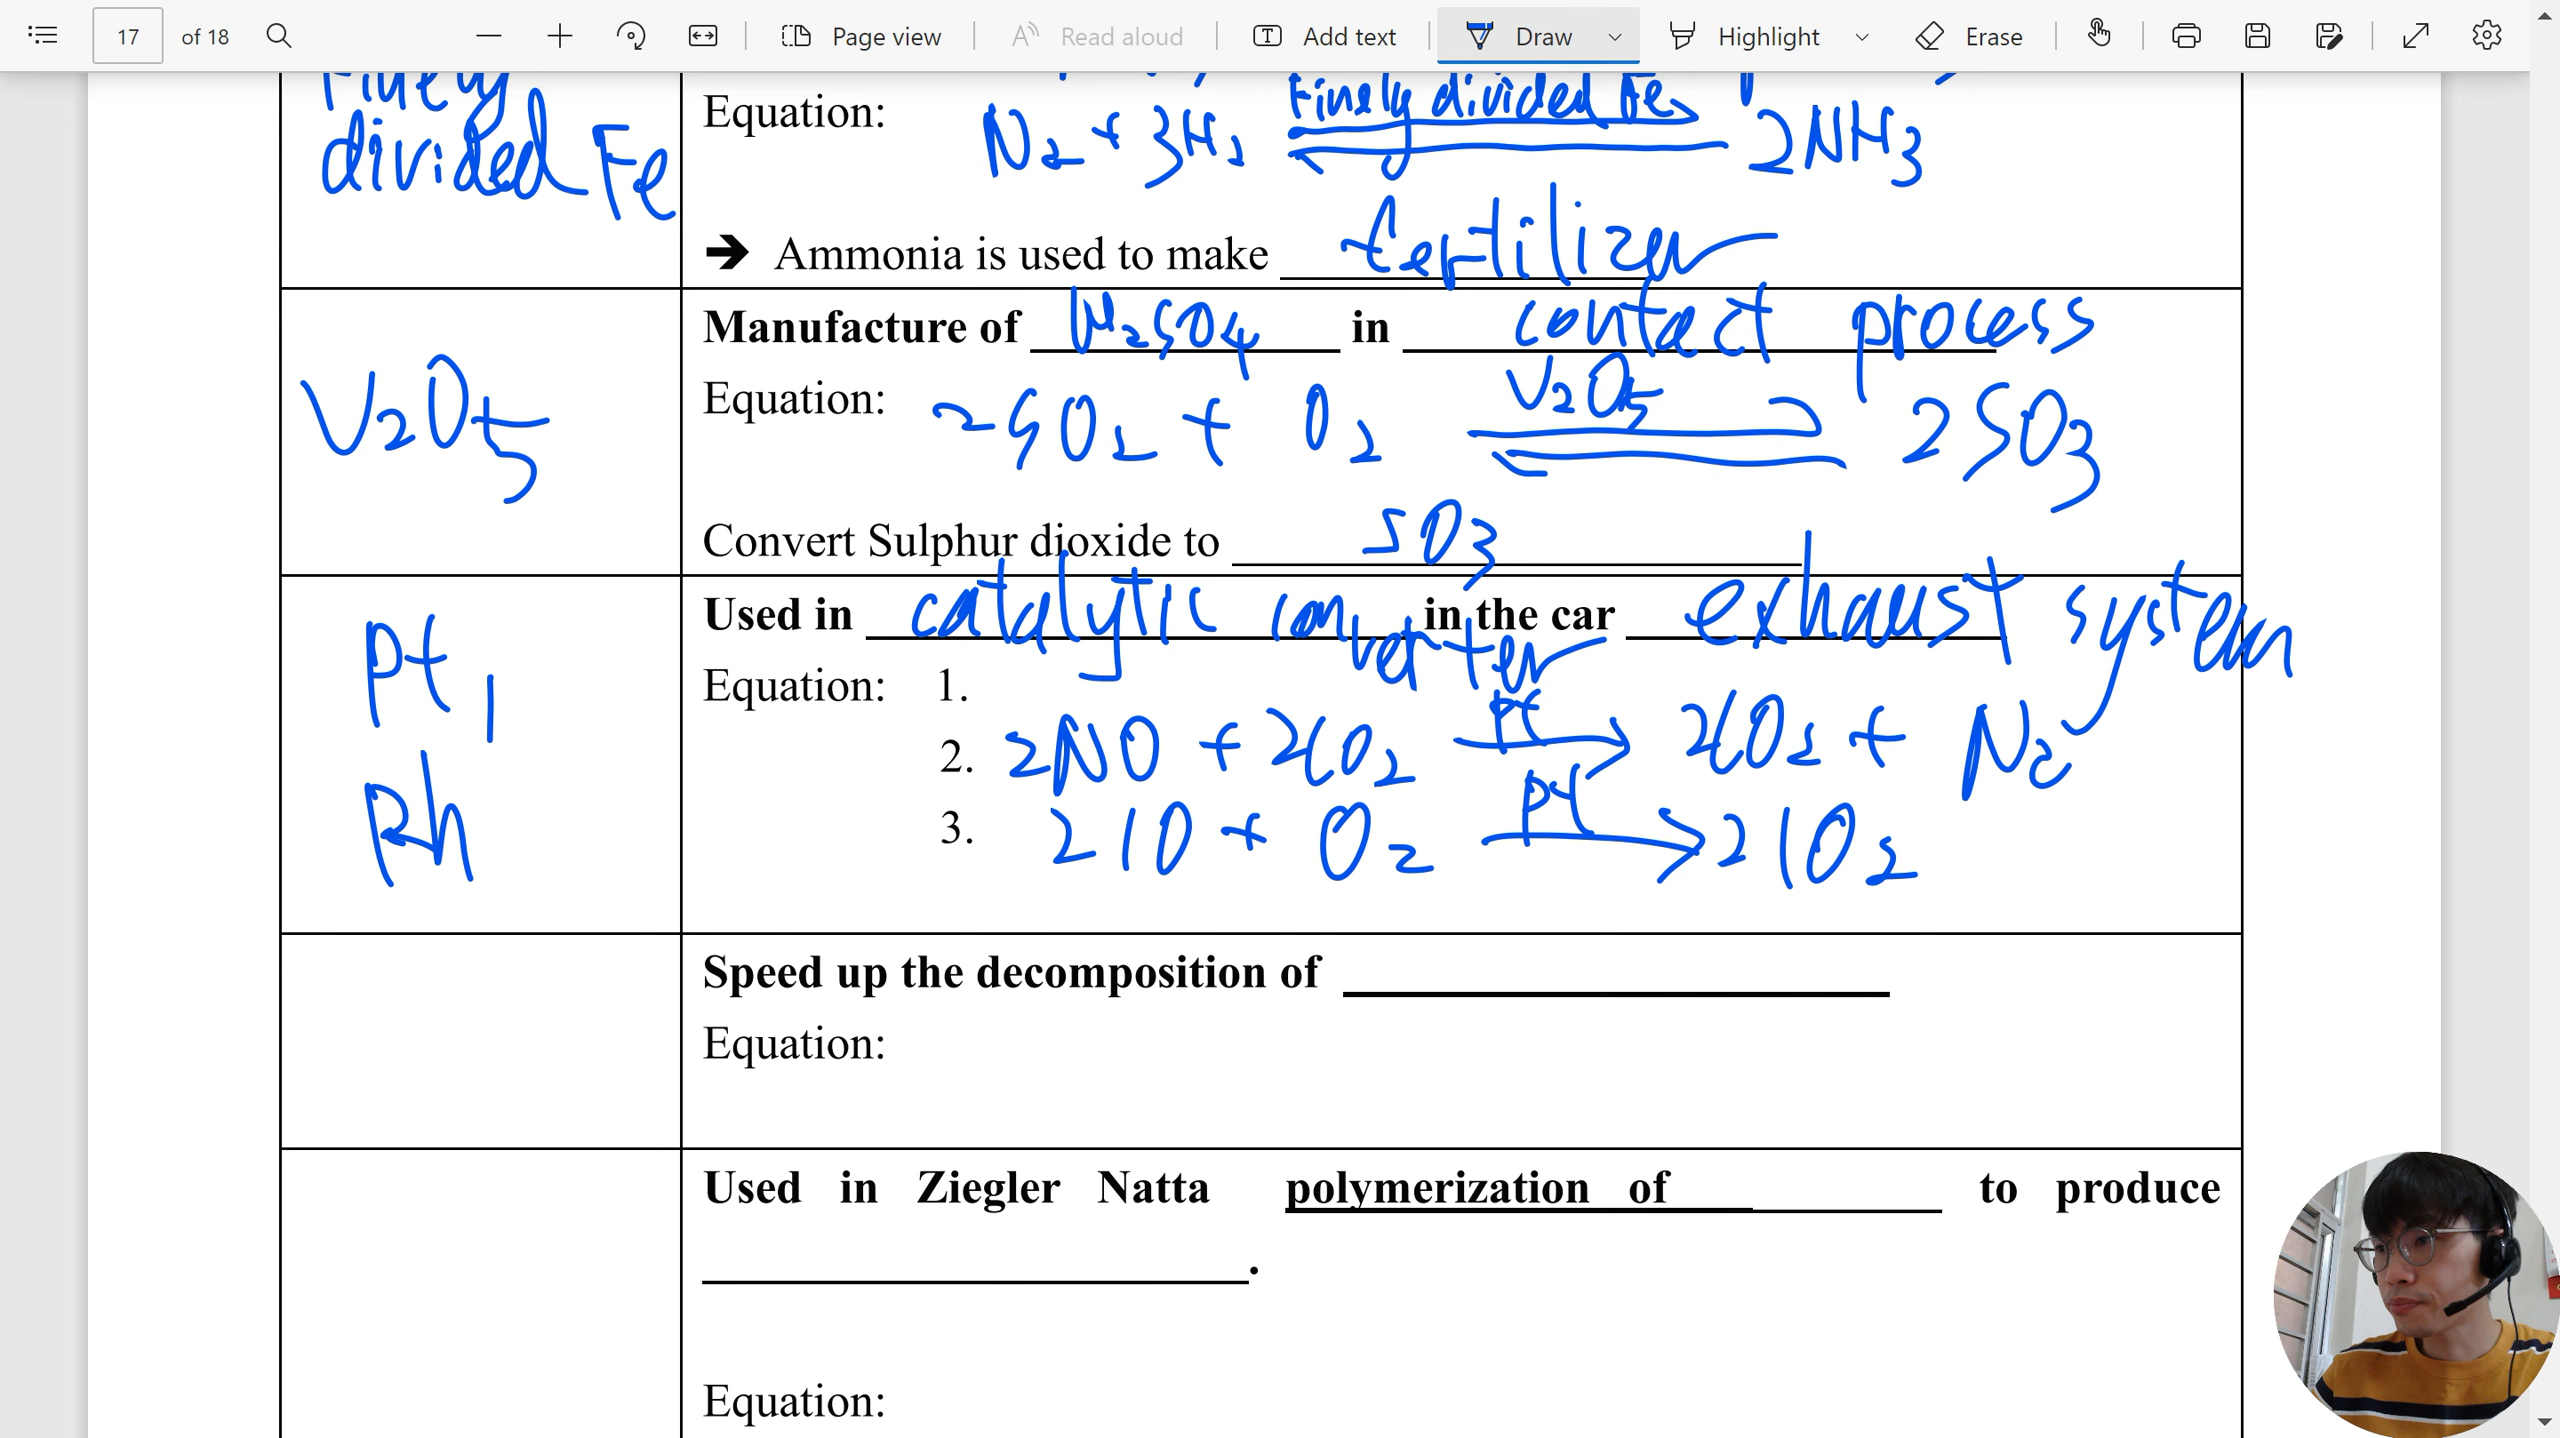 17 of 18 Page view Read aloud Add text Draw Highlight Erase
Finely
divided Fe
Finely divided Fe
Equation: N2 + 3H2 ⇌ 2NH3
➔ Ammonia is used to make fertilizer
V2O5
Manufacture of H2SO4 in contact process
V2O5
Equation: 2SO2 + O2 ⇌ 2SO3
Convert Sulphur dioxide to SO3
Pt,
Rh
Used in catalytic converter in the car exhaust system
Equation: 1.
Pt
2. 2NO + 2CO2 → 2CO2 + N2
Pt
3. 2CO + O2 → 2CO2
Speed up the decomposition of
Equation:
Used in Ziegler Natta polymerization of to produce
.
Equation: